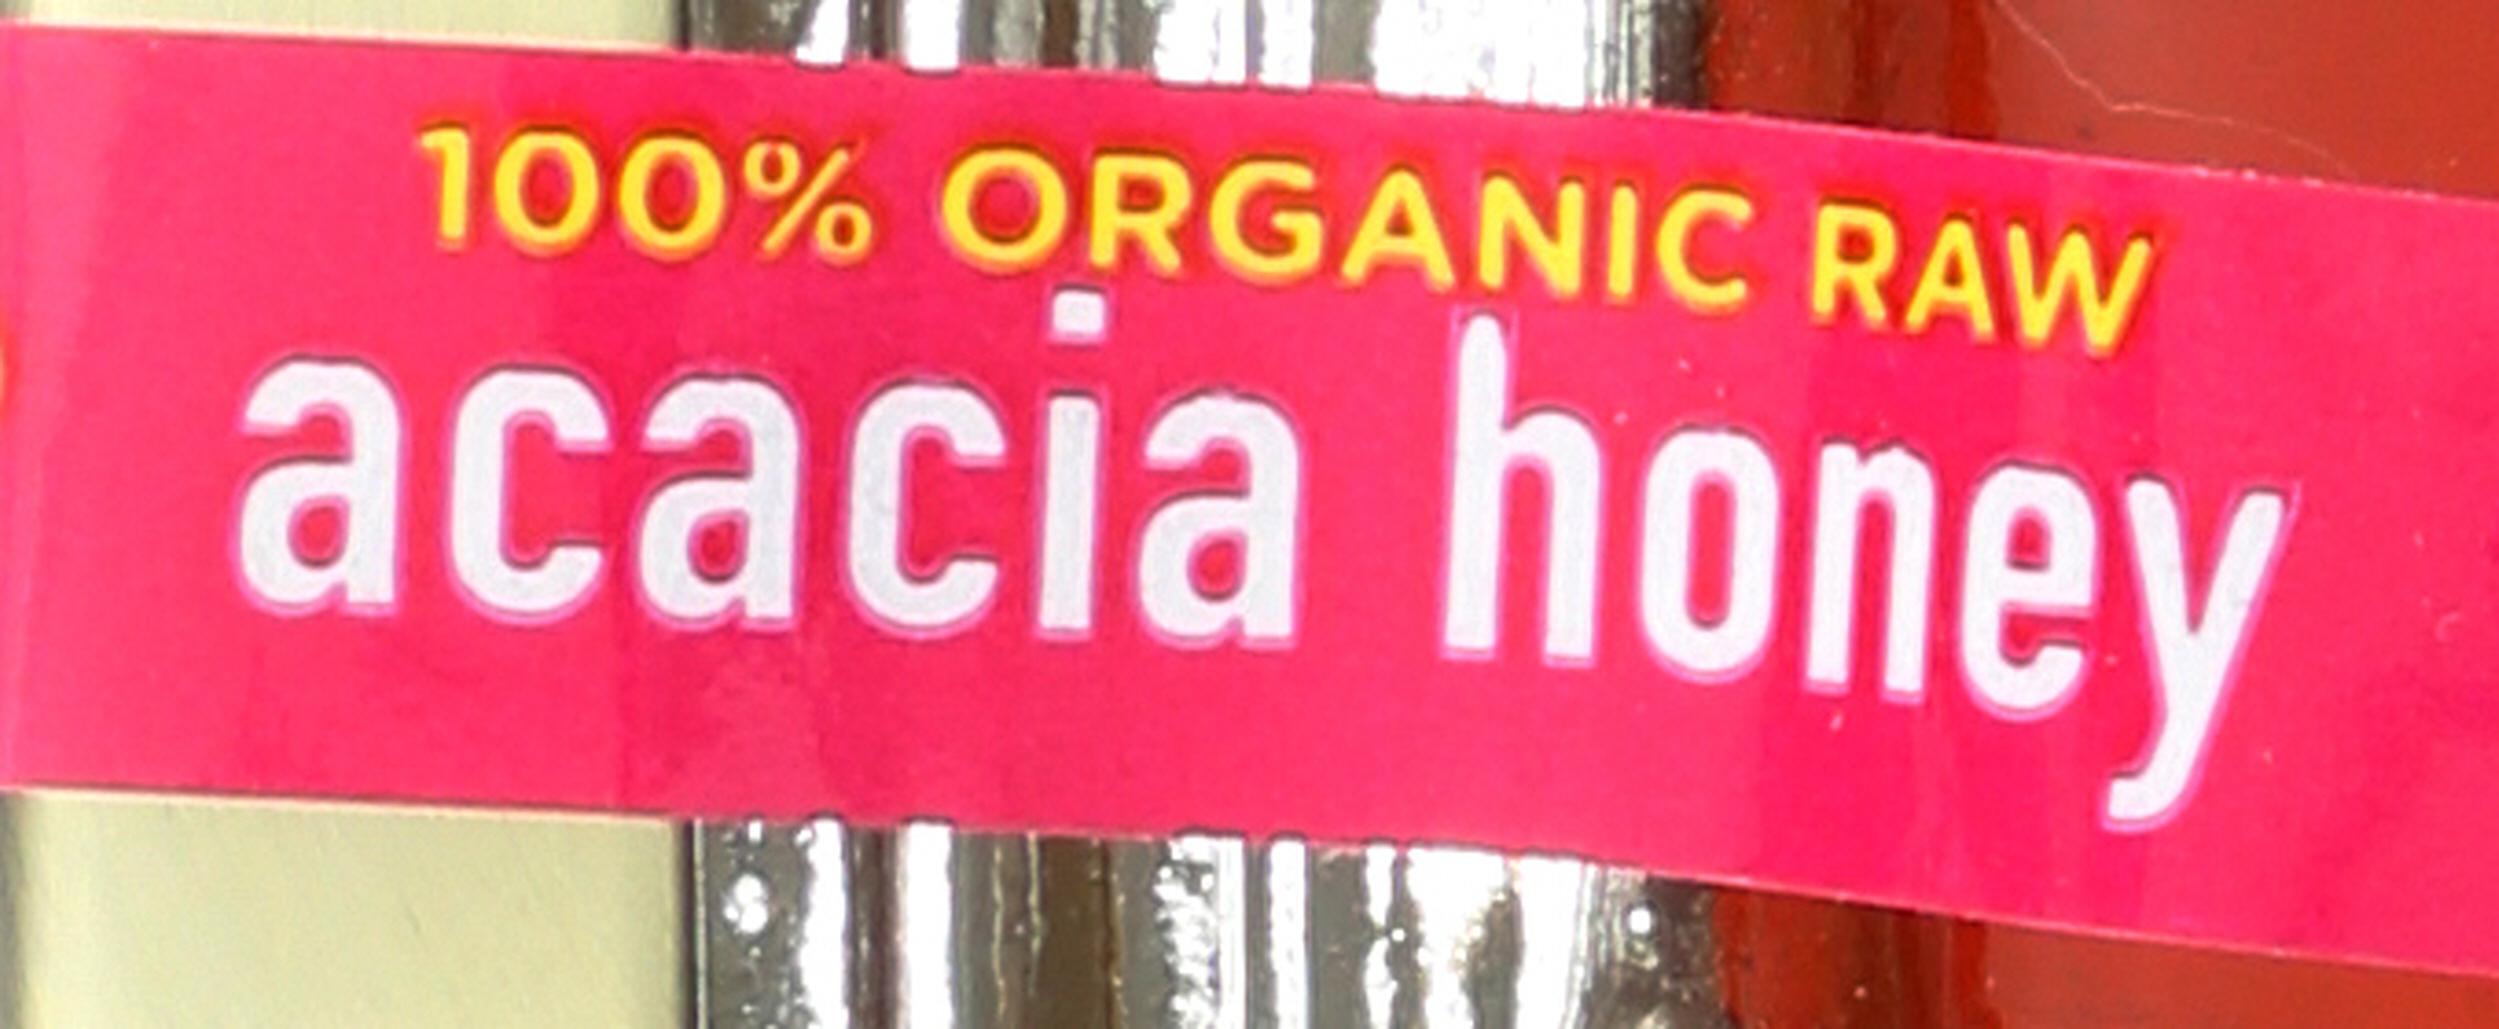 100% ORGANIC RAW
acacia honey